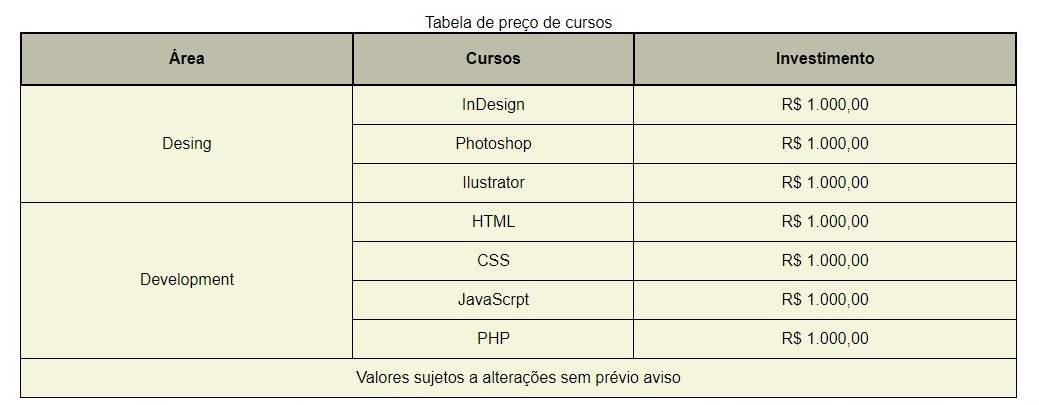 Tabela de preço de cursos
Área Cursos Investimento
Desing
InDesign R$ 1.000,00
Photoshop R$ 1.000,00
Ilustrator R$ 1.000,00
Development
HTML R$ 1.000,00
CSS R$ 1.000,00
JavaScrpt R$ 1.000,00
PHP R$ 1.000,00
Valores sujetos a alterações sem prévio aviso